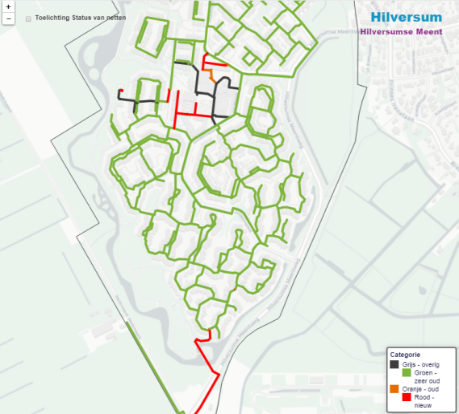 +
−
Toelichting Status van netten
Hilversum
Hilversumse Meent
Categorie
Grijs - overig
Groen -
zeer oud
Oranje - oud
Rood -
nieuw